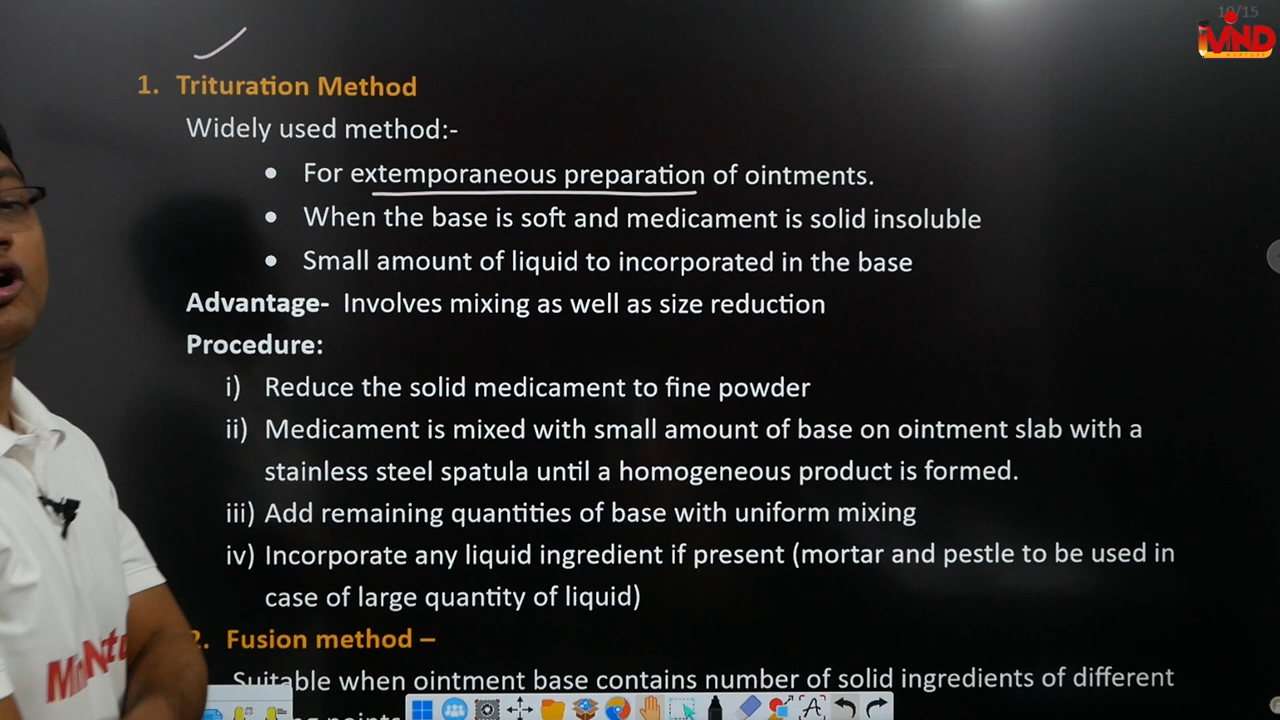 10/15
iMND
1. Trituration Method
Widely used method:-
• For extemporaneous preparation of ointments.
• When the base is soft and medicament is solid insoluble
• Small amount of liquid to incorporated in the base
Advantage- Involves mixing as well as size reduction
Procedure:
i) Reduce the solid medicament to fine powder
ii) Medicament is mixed with small amount of base on ointment slab with a
stainless steel spatula until a homogeneous product is formed.
iii) Add remaining quantities of base with uniform mixing
iv) Incorporate any liquid ingredient if present (mortar and pestle to be used in
case of large quantity of liquid)
2. Fusion method –
Suitable when ointment base contains number of solid ingredients of different
points